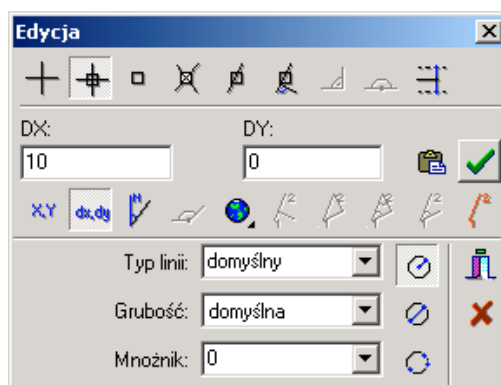 Edycja
DX: DY:
10 0
X,Y dx,dy
Typ linii: domyślny
Grubość: domyślna
Mnożnik: 0